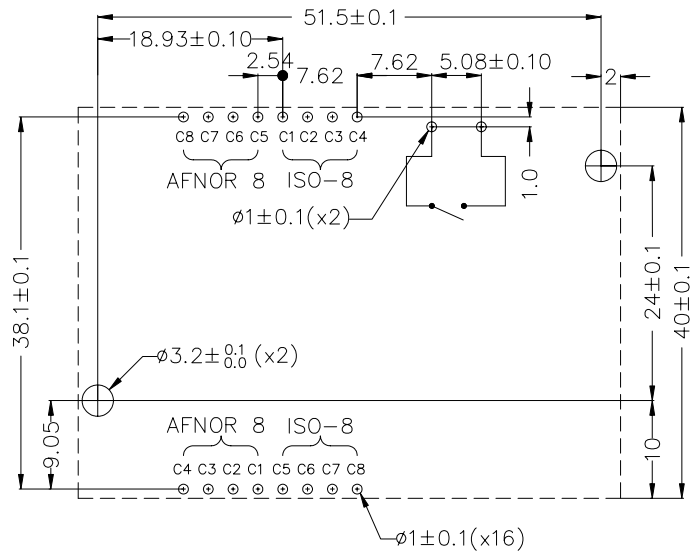 51.5±0.1
18.93±0.10
2.54
7.62
7.62
5.08±0.10
2
C8 C7 C6 C5 C1 C2 C3 C4
AFNOR 8 ISO-8
1.0
ø1±0.1(x2)
38.1±0.1
24±0.1
40±0.1
ø3.2±0.1 0.0 (x2)
9.05
AFNOR 8 ISO-8
10
C4 C3 C2 C1 C5 C6 C7 C8
ø1±0.1(x16)